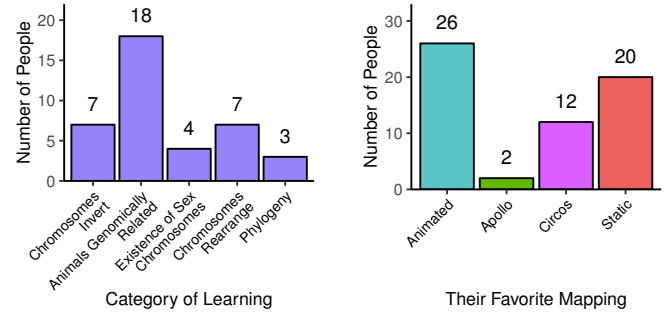 Number of People
20
15
10
5
0
7
18
4
7
3
Chromosomes
Invert
Animals Genomically
Related
Existence of Sex
Chromosomes
Chromosomes
Rearrange
Phylogeny
Category of Learning
Number of People
30
20
10
0
26
2
12
20
Animated
Apollo
Circos
Static
Their Favorite Mapping